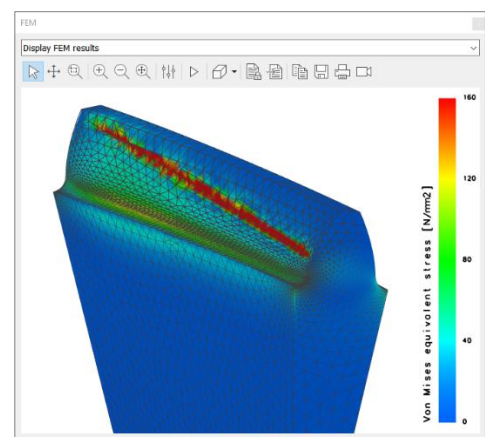 FEM
Display FEM results
160
120
80
40
0
Von Mises equivalent stress [N/mm2]